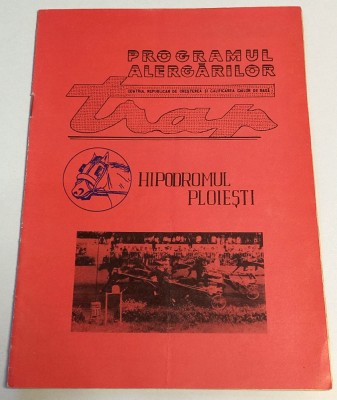 PROGRAMUL
ALERGĂRILOR
CENTRUL REPUBLICAN DE CREȘTEREA ȘI CALIFICAREA CAILOR DE RASĂ
trap
HIPODROMUL
PLOIEȘTI